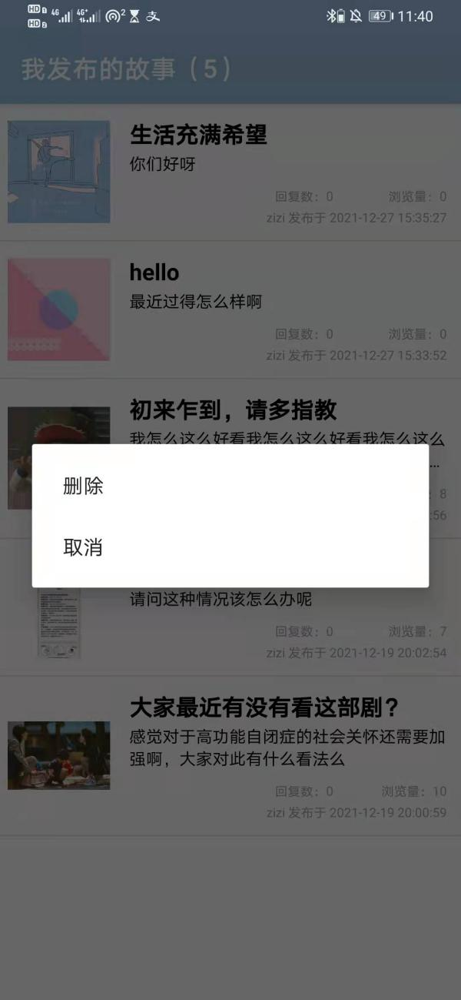 HD 1 4G 4G+ 2 支 49 11:40
HD 2
我发布的故事（5）
生活充满希望
你们好呀
回复数：0 浏览量：0
zizi 发布于 2021-12-27 15:35:27
hello
最近过得怎么样啊
回复数：0 浏览量：0
zizi 发布于 2021-12-27 15:33:52
初来乍到，请多指教
我怎么这么好看我怎么这么好看我怎么这么
...
8
:56
删除
取消
请问这种情况该怎么办呢
回复数：0 浏览量：7
zizi 发布于 2021-12-19 20:02:54
大家最近有没有看这部剧？
感觉对于高功能自闭症的社会关怀还需要加
强啊，大家对此有什么看法么
回复数：0 浏览量：10
zizi 发布于 2021-12-19 20:00:59